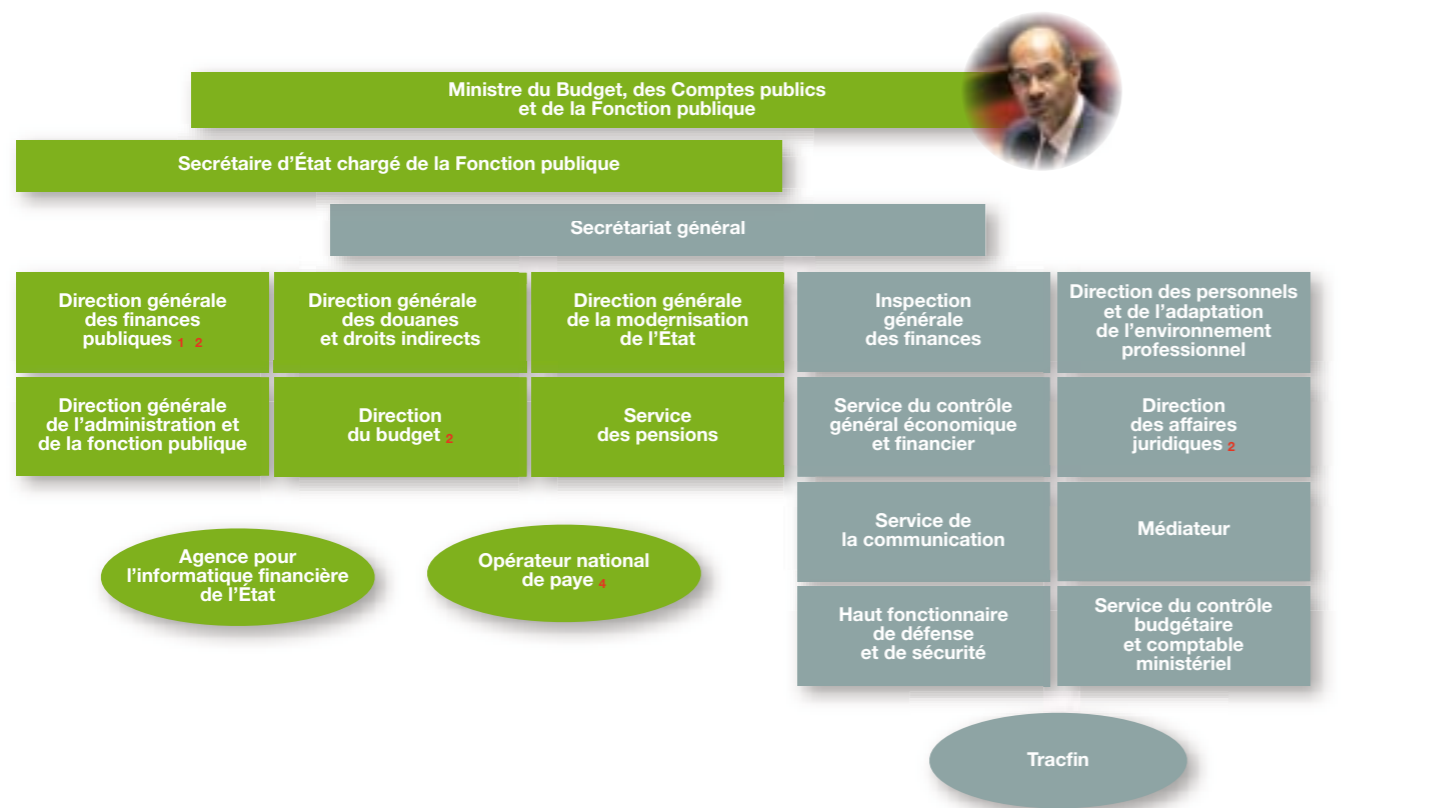 Ministre du Budget, des Comptes publics
et de la Fonction publique
Secrétaire d’État chargé de la Fonction publique
Secrétariat général
Direction générale
des finances
publiques 1 2
Direction générale
des douanes
et droits indirects
Direction générale
de la modernisation
de l’État
Inspection
générale
des finances
Direction des personnels
et de l’adaptation
de l’environnement
professionnel
Direction générale
de l’administration et
de la fonction publique
Direction
du budget 2
Service
des pensions
Service du contrôle
général économique
et financier
Direction
des affaires
juridiques 2
Service de
la communication
Médiateur
Agence pour
l’informatique financière
de l’État
Opérateur national
de paye 4
Haut fonctionnaire
de défense
et de sécurité
Service du contrôle
budgétaire
et comptable
ministériel
Tracfin